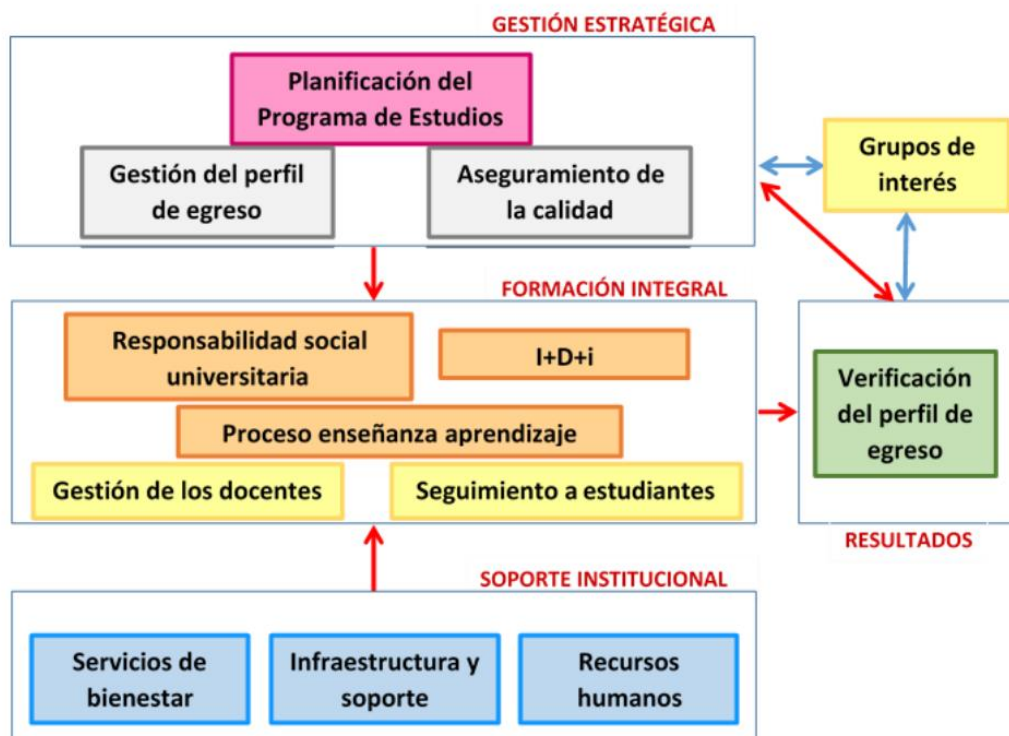 GESTIÓN ESTRATÉGICA
Planificación del
Programa de Estudios
Gestión del perfil
de egreso
Aseguramiento de
la calidad
Grupos de
interés
FORMACIÓN INTEGRAL
Responsabilidad social
universitaria
I+D+i
Proceso enseñanza aprendizaje
Gestión de los docentes
Seguimiento a estudiantes
Verificación
del perfil de
egreso
RESULTADOS
SOPORTE INSTITUCIONAL
Servicios de
bienestar
Infraestructura y
soporte
Recursos
humanos